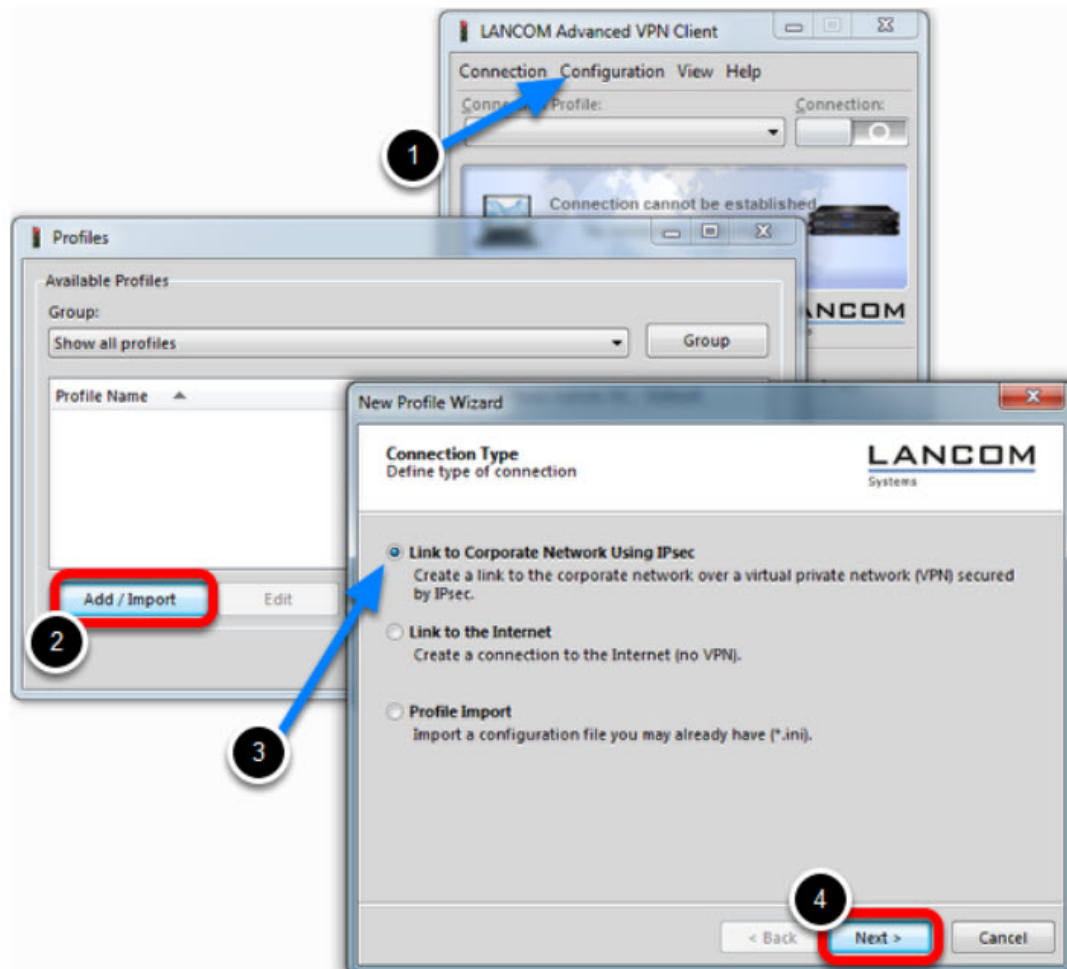 LANCOM Advanced VPN Client
Connection Configuration View Help
Profile:
Connection:
1
Connection cannot be established
Profiles
Available Profiles
Group:
Show all profiles
Group
Profile Name
Add / Import
Edit
2
New Profile Wizard
Connection Type
Define type of connection
LANCOM
Systems
Link to Corporate Network Using IPsec
Create a link to the corporate network over a virtual private network (VPN) secured
by IPsec.
Link to the Internet
Create a connection to the Internet (no VPN).
3
Profile Import
Import a configuration file you may already have (*.ini).
4
< Back
Next >
Cancel